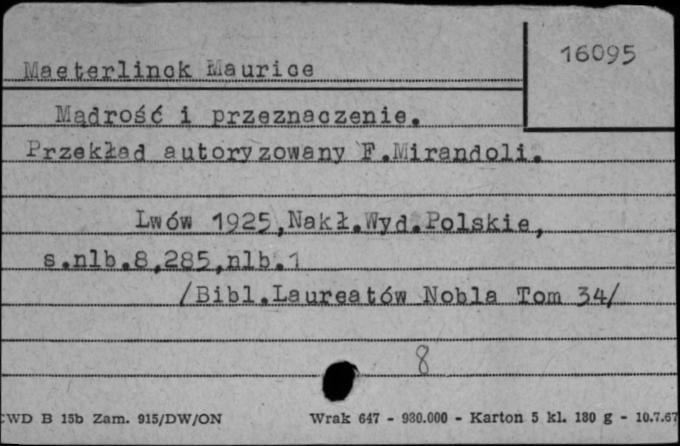 16095
Maeterlinck Maurice
Mądrość i przeznaczenie.
Przekład autoryzowany F.Mirandoli.
Lwów 1925,Nakł.Wyd.Polskie,
s.nlb.8,285,nlb.1
/Bibl.Laureatów Nobla Tom 34/
8
CWD B 15b Zam. 915/DW/ON Wrak 647 - 930.000 - Karton 5 kl. 180 g - 10.7.67